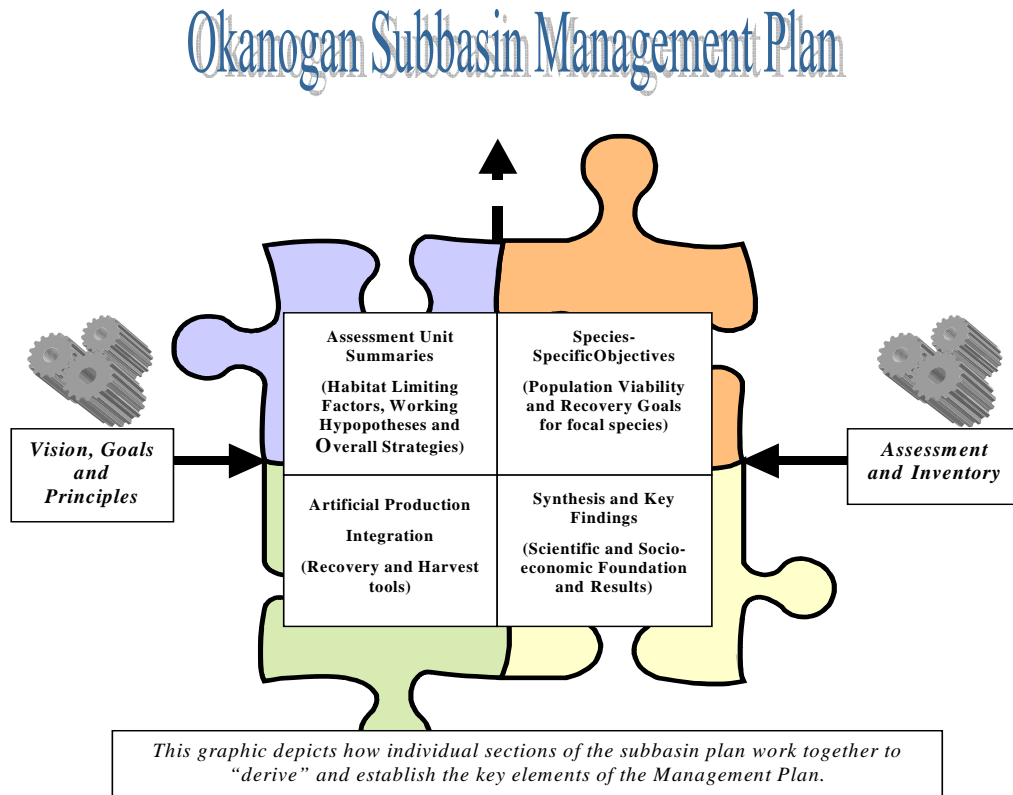 Okanogan Subbasin Management Plan
Assessment Unit
Summaries
(Habitat Limiting
Factors, Working
Hypopotheses and
Overall Strategies)
Species-
SpecificObjectives
(Population Viability
and Recovery Goals
for focal species)
Vision, Goals
and
Principles
Assessment
and Inventory
Artificial Production
Integration
(Recovery and Harvest
tools)
Synthesis and Key
Findings
(Scientific and Socio-
economic Foundation
and Results)
This graphic depicts how individual sections of the subbasin plan work together to
“derive” and establish the key elements of the Management Plan.